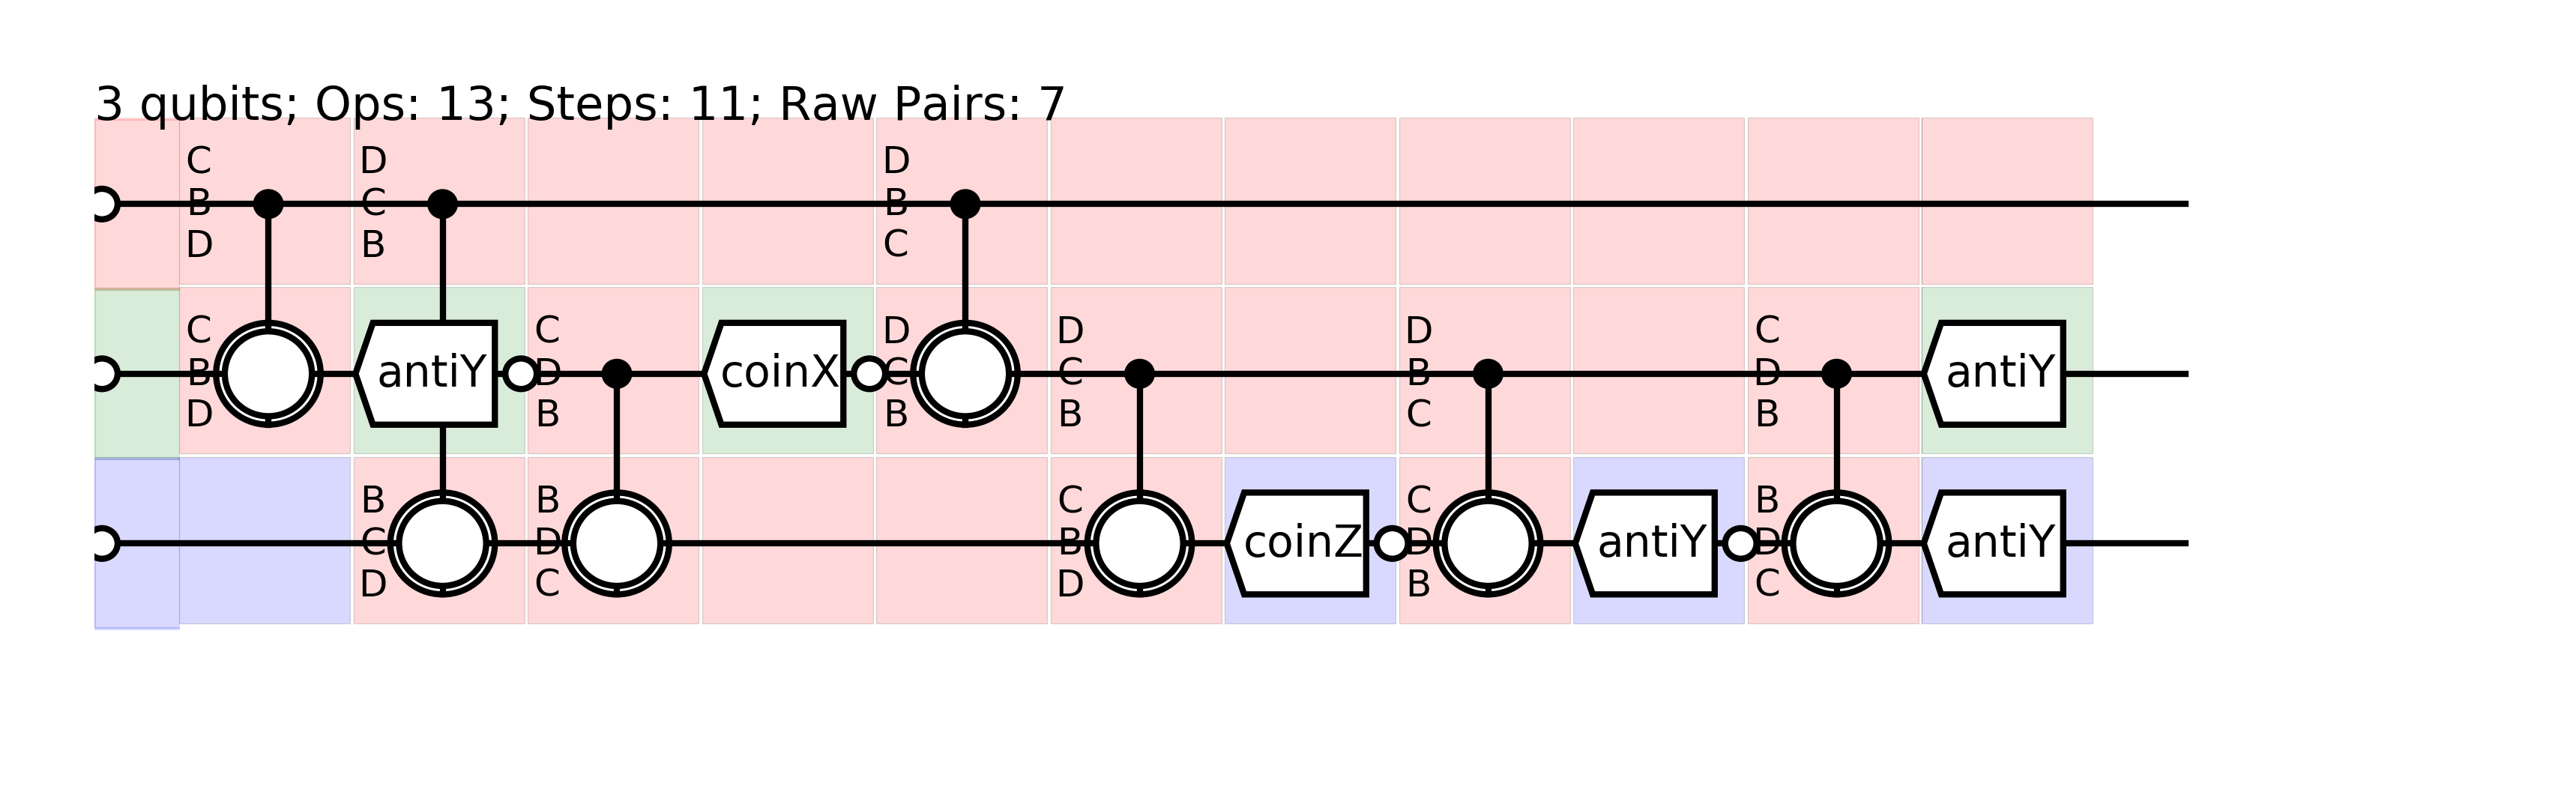 3 qubits; Ops: 13; Steps: 11; Raw Pairs: 7
C D D
B C B
D B C
C antiY C coinX D D D C antiY
B D C C B D
D B B B C B
B B C coinZ C antiY B antiY
C D B D D
D C D B C